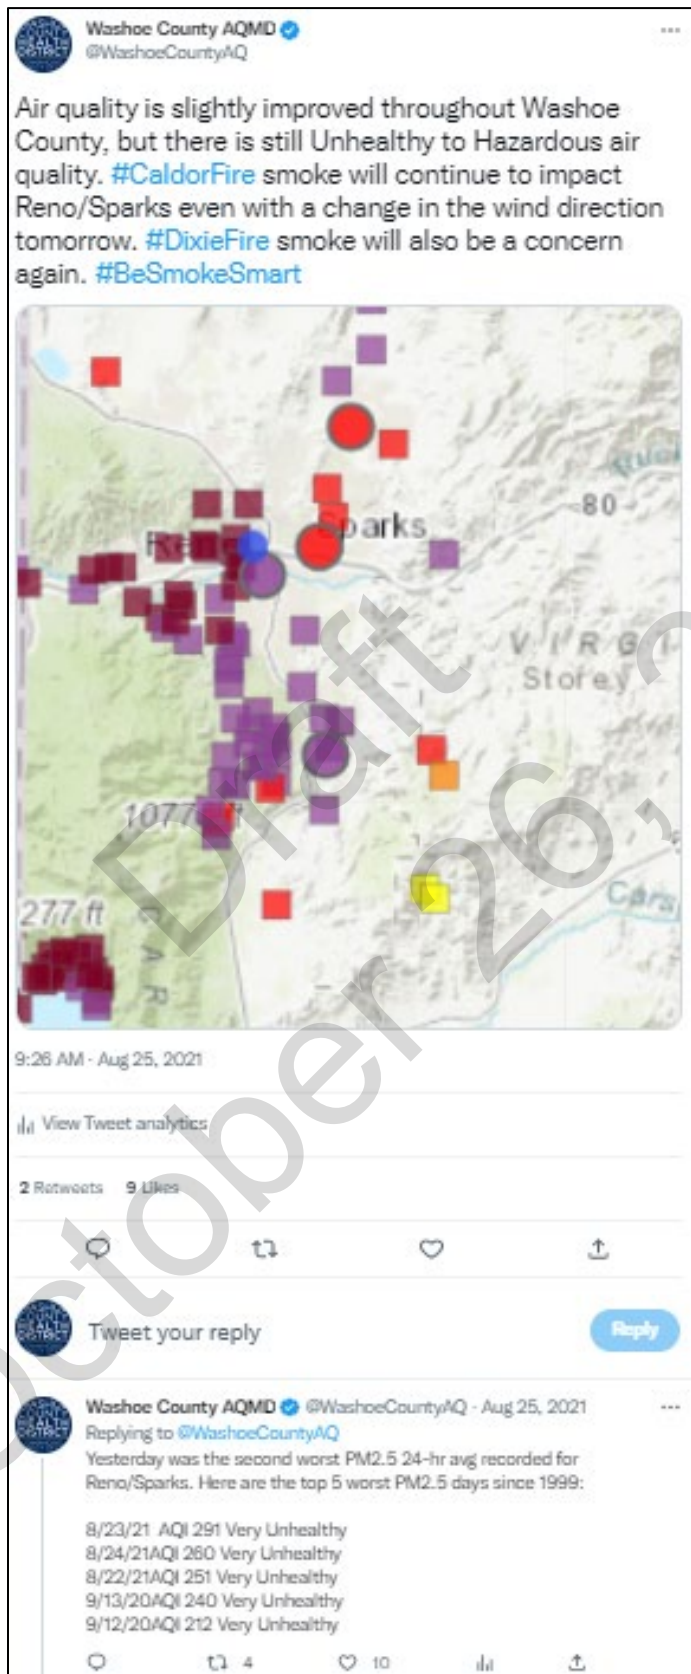 Washoe County AQMD
@WashoeCountyAQ
Air quality is slightly improved throughout Washoe
County, but there is still Unhealthy to Hazardous air
quality. #CaldorFire smoke will continue to impact
Reno/Sparks even with a change in the wind direction
tomorrow. #DixieFire smoke will also be a concern
again. #BeSmokeSmart
80
Sparks
VIRGI
Storey
1077
ft
277 ft
Cars
CAR
9:26 AM · Aug 25, 2021
View Tweet analytics
2 Retweets 9 Likes
Tweet your reply
Reply
Washoe County AQMD @WashoeCountyAQ · Aug 25, 2021
Replying to @WashoeCountyAQ
Yesterday was the second worst PM2.5 24-hr avg recorded for
Reno/Sparks. Here are the top 5 worst PM2.5 days since 1999:
8/23/21 AQI 291 Very Unhealthy
8/24/21AQI 260 Very Unhealthy
8/22/21AQI 251 Very Unhealthy
9/13/20AQI 240 Very Unhealthy
9/12/20AQI 212 Very Unhealthy
4 10
Draft
October 26, 2